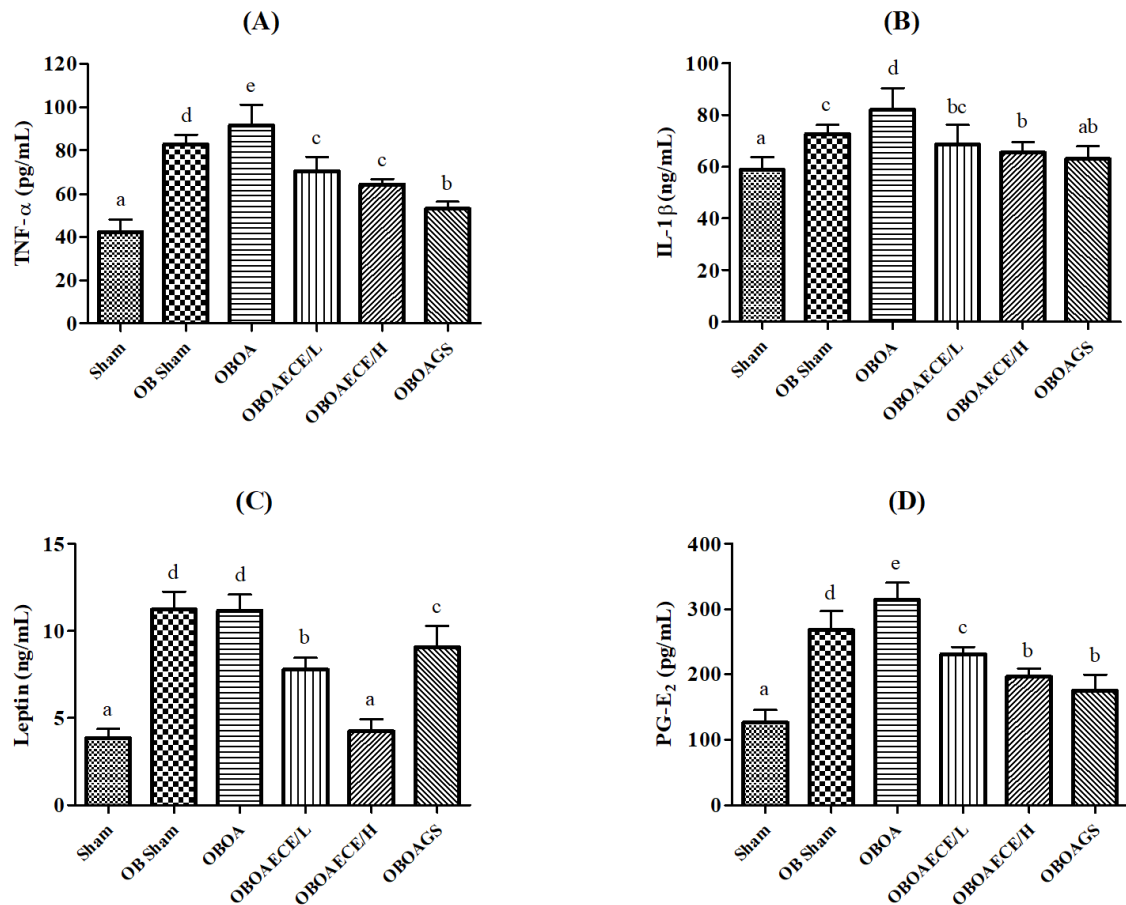 (A)
TNF-α (pg/mL)
120
100
80
60
40
20
0
a
d
e
c
c
b
Sham
OB Sham
OBOA
OBOAECE/L
OBOAECE/H
OBOAGS
(B)
IL-1β (ng/mL)
100
80
60
40
20
0
a
c
d
bc
b
ab
Sham
OB Sham
OBOA
OBOAECE/L
OBOAECE/H
OBOAGS
(C)
Leptin (ng/mL)
15
10
5
0
a
d
d
b
a
c
Sham
OB Sham
OBOA
OBOAECE/L
OBOAECE/H
OBOAGS
(D)
PG-E₂ (pg/mL)
400
300
200
100
0
a
d
e
c
b
b
Sham
OB Sham
OBOA
OBOAECE/L
OBOAECE/H
OBOAGS